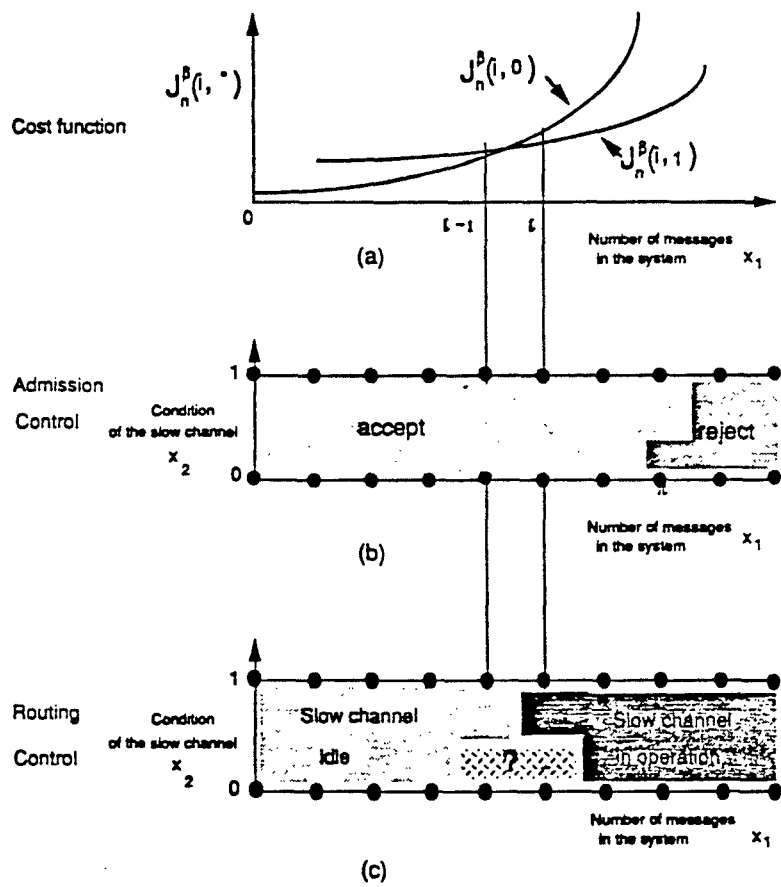 J_n^β(i, •)
J_n^β(i, 0)
J_n^β(i, 1)
Cost function
0
i-1
i
Number of messages
in the system
x_1
(a)
1
Admission
Control
Condition
of the slow channel
x_2
accept
reject
0
Number of messages
in the system
x_1
(b)
1
Routing
Control
Condition
of the slow channel
x_2
Slow channel
idle
?
Slow channel
in operation
0
Number of messages
in the system
x_1
(c)